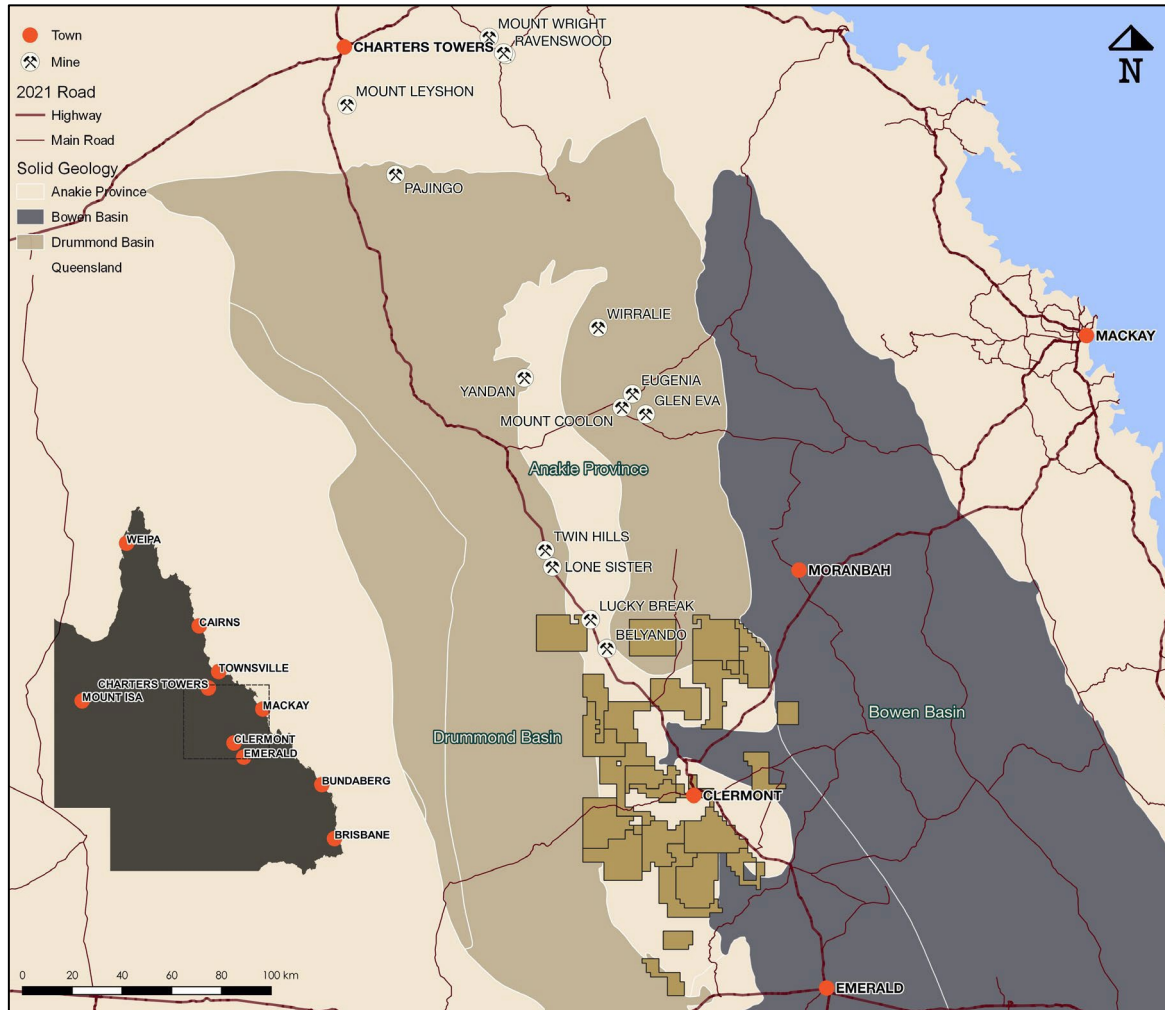 Town
Mine
2021 Road
Highway
Main Road
Solid Geology
Anakie Province
Bowen Basin
Drummond Basin
Queensland
N
MOUNT WRIGHT
RAVENSWOOD
CHARTERS TOWERS
MOUNT LEYSHON
PAJINGO
WIRRALIE
MACKAY
YANDAN
EUGENIA
GLEN EVA
MOUNT COOLON
Anakie Province
TWIN HILLS
LONE SISTER
MORANBAH
LUCKY BREAK
BELYANDO
Bowen Basin
Drummond Basin
CLERMONT
EMERALD
WEIPA
CAIRNS
TOWNSVILLE
CHARTERS TOWERS
MOUNT ISA
MACKAY
CLERMONT
EMERALD
BUNDABERG
BRISBANE
0 20 40 60 80 100 km